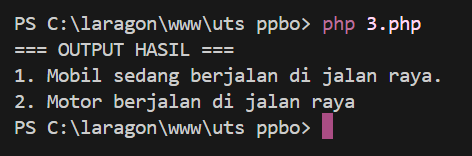 PS C:\laragon\www\uts ppbo> php 3.php
=== OUTPUT HASIL ===
1. Mobil sedang berjalan di jalan raya.
2. Motor berjalan di jalan raya
PS C:\laragon\www\uts ppbo>